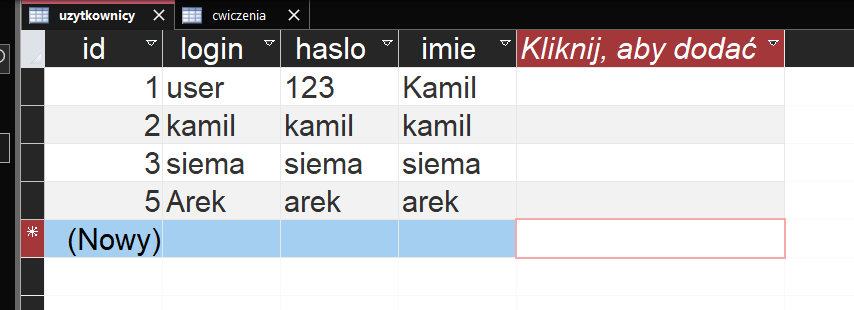 uzytkownicy cwiczenia
id login haslo imie Kliknij, aby dodać
1 user 123 Kamil
2 kamil kamil kamil
3 siema siema siema
5 Arek arek arek
* (Nowy)